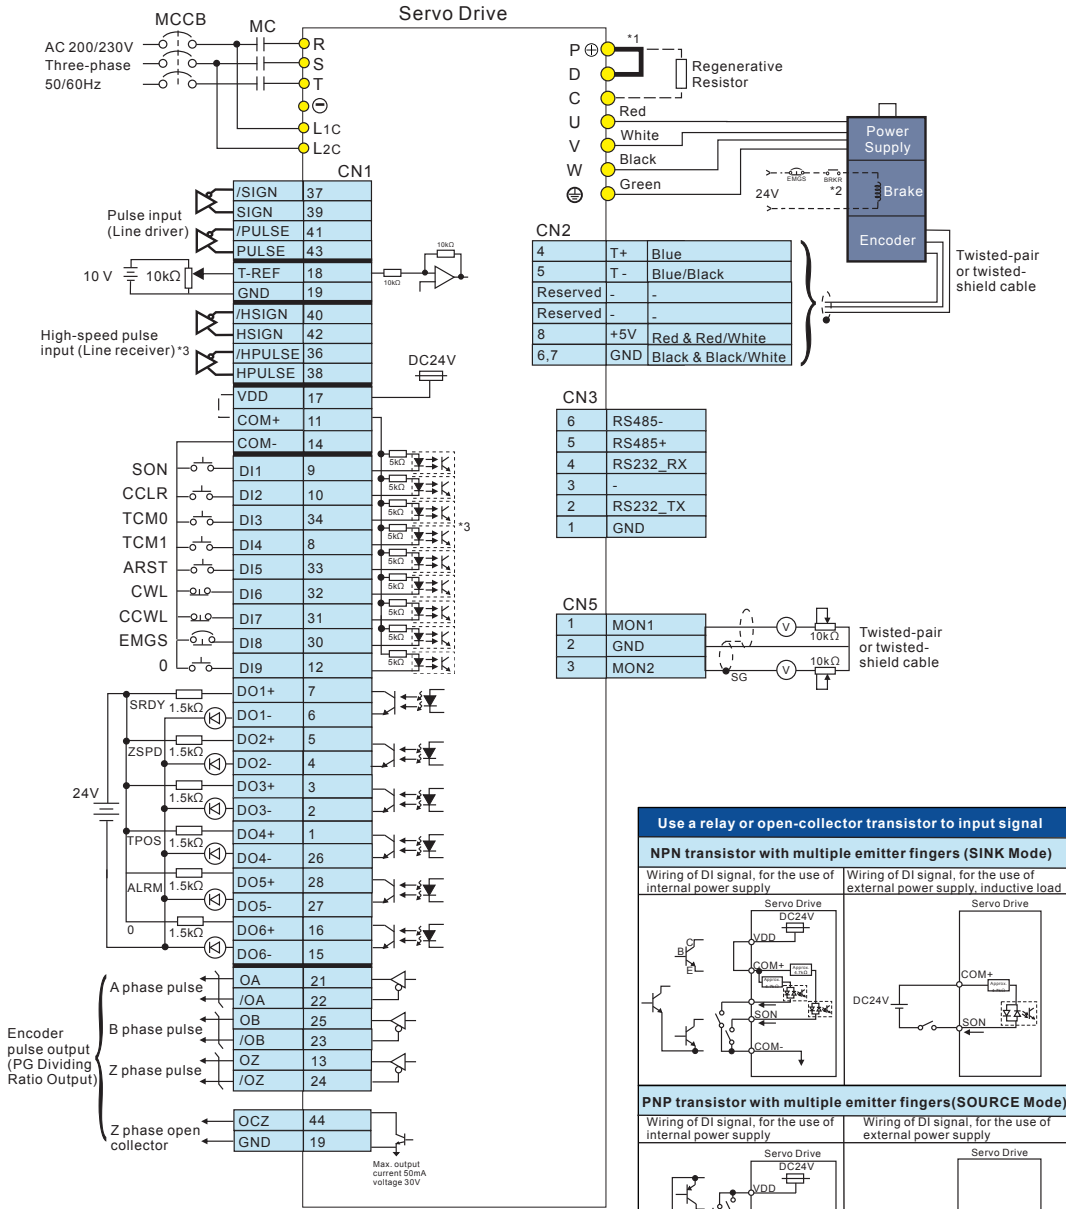 Servo Drive
MCCB
MC
AC 200/230V
Three-phase
50/60Hz
R
S
T
L1C
L2C
*1
P
D
C
U
V
W
Regenerative
Resistor
Red
White
Black
Green
Power
Supply
Brake
Encoder
EMGS
BRKR
24V
*2
Twisted-pair
or twisted-
shield cable
CN1
Pulse input
(Line driver)
/SIGN 37
SIGN 39
/PULSE 41
PULSE 43
10 V
10kΩ
T-REF 18
GND 19
10kΩ
10kΩ
High-speed pulse
input (Line receiver)*3
/HSIGN 40
HSIGN 42
/HPULSE 36
HPULSE 38
DC24V
VDD 17
COM+ 11
COM- 14
SON DI1 9 5kΩ
CCLR DI2 10 5kΩ
TCM0 DI3 34 5kΩ
TCM1 DI4 8 5kΩ
*3
ARST DI5 33 5kΩ
CWL DI6 32 5kΩ
CCWL DI7 31 5kΩ
EMGS DI8 30 5kΩ
0 DI9 12 5kΩ
24V
SRDY 1.5kΩ DO1+ 7
DO1- 6
ZSPD 1.5kΩ DO2+ 5
DO2- 4
1.5kΩ DO3+ 3
DO3- 2
TPOS 1.5kΩ DO4+ 1
DO4- 26
ALRM 1.5kΩ DO5+ 28
DO5- 27
0 1.5kΩ DO6+ 16
DO6- 15
Encoder
pulse output
(PG Dividing
Ratio Output)
A phase pulse
OA 21
/OA 22
B phase pulse
OB 25
/OB 23
Z phase pulse
OZ 13
/OZ 24
Z phase open
collector
OCZ 44
GND 19
Max. output
current 50mA
voltage 30V
CN2
4 T+ Blue
5 T - Blue/Black
Reserved - -
Reserved - -
8 +5V Red & Red/White
6,7 GND Black & Black/White
CN3
6 RS485-
5 RS485+
4 RS232_RX
3 -
2 RS232_TX
1 GND
CN5
1 MON1
2 GND
3 MON2
V
10kΩ
V
10kΩ
SG
Twisted-pair
or twisted-
shield cable
Use a relay or open-collector transistor to input signal
NPN transistor with multiple emitter fingers (SINK Mode)
Wiring of DI signal, for the use of
internal power supply
Wiring of DI signal, for the use of
external power supply, inductive load
Servo Drive
DC24V
VDD
COM+
Approx.
4.7kΩ
Approx.
B
C
E
SON
COM-
Servo Drive
DC24V
COM+
Approx.
SON
PNP transistor with multiple emitter fingers(SOURCE Mode)
Wiring of DI signal, for the use of
internal power supply
Wiring of DI signal, for the use of
external power supply
Servo Drive
DC24V
VDD
Servo Drive